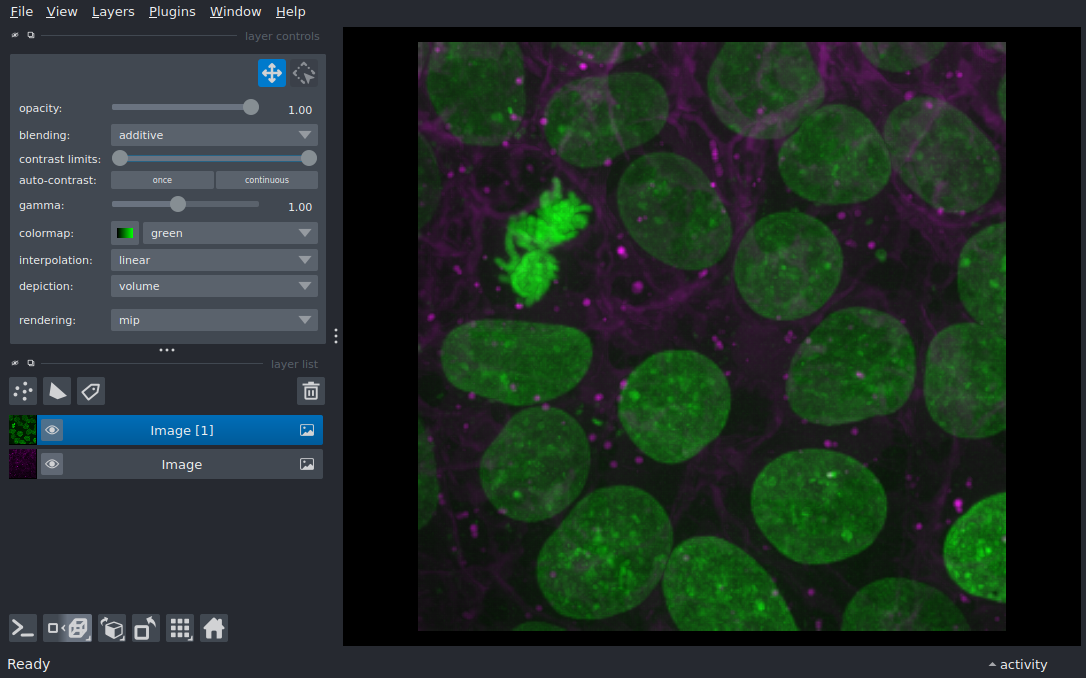 File View Layers Plugins Window Help
layer controls
opacity: 1.00
blending: additive
contrast limits:
auto-contrast: once continuous
gamma: 1.00
colormap: green
interpolation: linear
depiction: volume
rendering: mip
layer list
Image [1]
Image
Ready activity